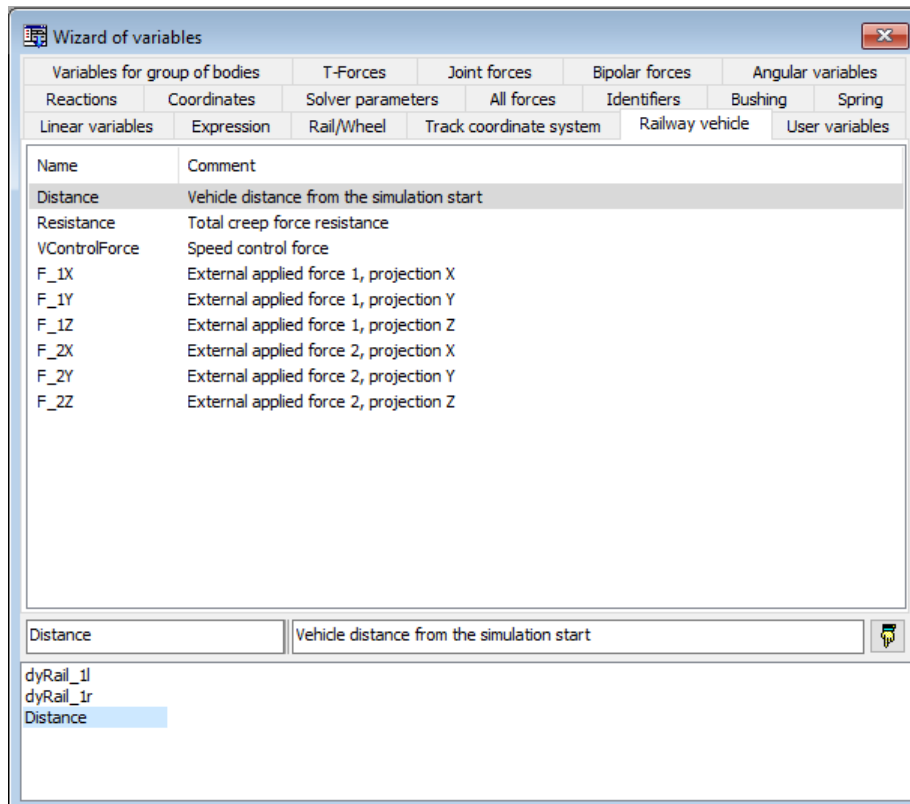 Wizard of variables
Variables for group of bodies T-Forces Joint forces Bipolar forces Angular variables
Reactions Coordinates Solver parameters All forces Identifiers Bushing Spring
Linear variables Expression Rail/Wheel Track coordinate system Railway vehicle User variables
Name Comment
Distance Vehicle distance from the simulation start
Resistance Total creep force resistance
VControlForce Speed control force
F_1X External applied force 1, projection X
F_1Y External applied force 1, projection Y
F_1Z External applied force 1, projection Z
F_2X External applied force 2, projection X
F_2Y External applied force 2, projection Y
F_2Z External applied force 2, projection Z
Distance Vehicle distance from the simulation start
dyRail_1l
dyRail_1r
Distance